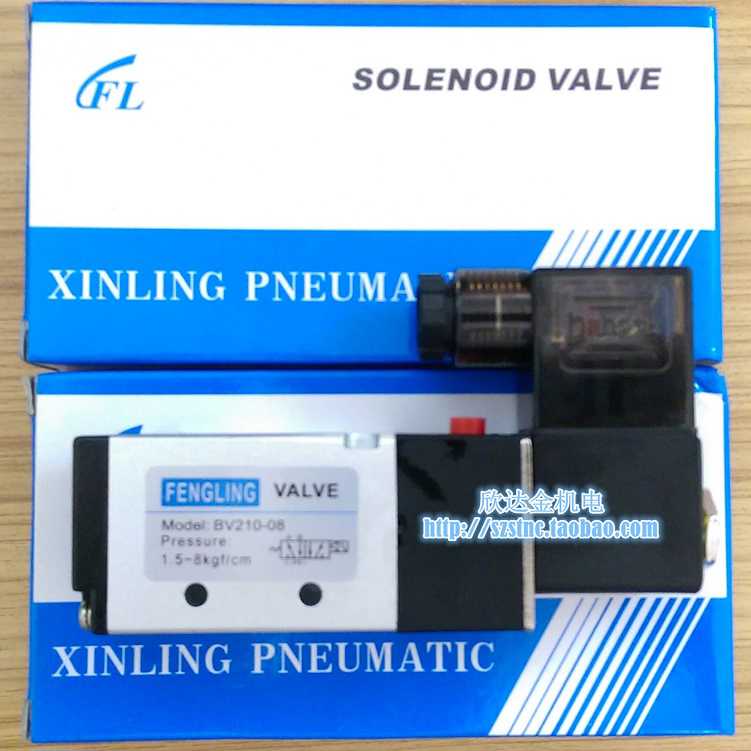 FL
SOLENOID VALVE
XINLING PNEUMA
FENGLING VALVE
Model: BV210-08
Pressure:
1.5~8kgf/cm
欣达金机电
http://szstnc.taobao.com
XINLING PNEUMATIC